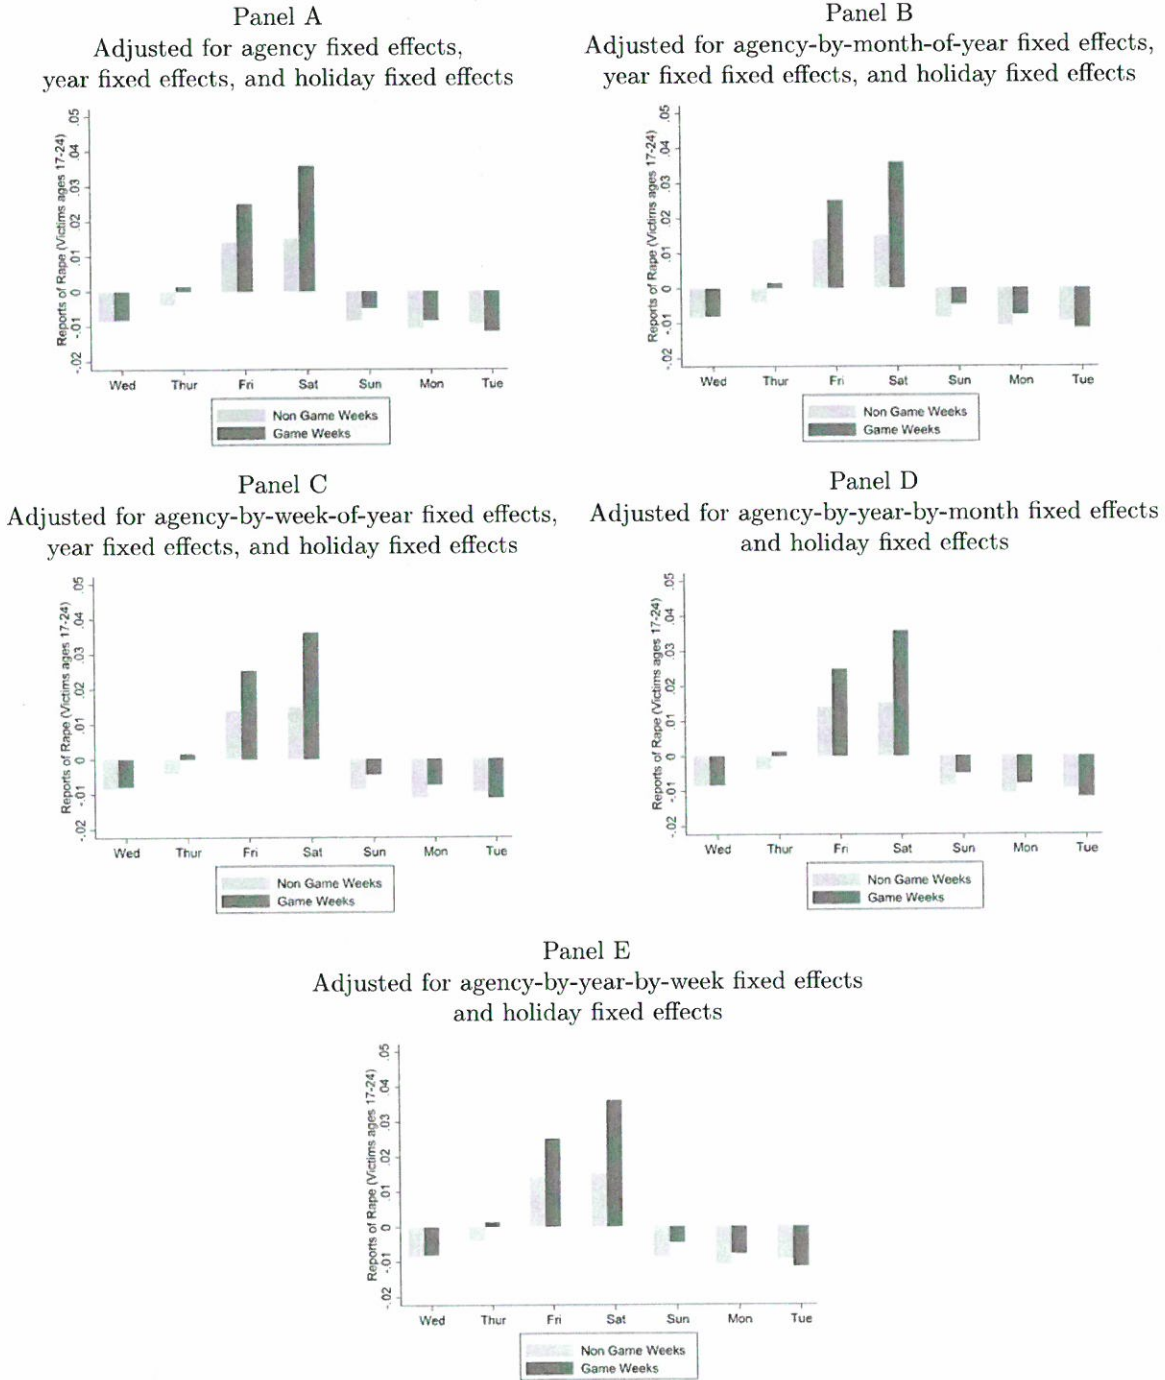 Panel A
Adjusted for agency fixed effects,
year fixed effects, and holiday fixed effects
Reports of Rape (Victims ages 17-24)
.05
.04
.03
.02
.01
0
-.01
-.02
Wed Thur Fri Sat Sun Mon Tue
Non Game Weeks
Game Weeks
Panel B
Adjusted for agency-by-month-of-year fixed effects,
year fixed fixed effects, and holiday fixed effects
Reports of Rape (Victims ages 17-24)
.05
.04
.03
.02
.01
0
-.01
-.02
Wed Thur Fri Sat Sun Mon Tue
Non Game Weeks
Game Weeks
Panel C
Adjusted for agency-by-week-of-year fixed effects,
year fixed effects, and holiday fixed effects
Reports of Rape (Victims ages 17-24)
.05
.04
.03
.02
.01
0
-.01
-.02
Wed Thur Fri Sat Sun Mon Tue
Non Game Weeks
Game Weeks
Panel D
Adjusted for agency-by-year-by-month fixed effects
and holiday fixed effects
Reports of Rape (Victims ages 17-24)
.05
.04
.03
.02
.01
0
-.01
-.02
Wed Thur Fri Sat Sun Mon Tue
Non Game Weeks
Game Weeks
Panel E
Adjusted for agency-by-year-by-week fixed effects
and holiday fixed effects
Reports of Rape (Victims ages 17-24)
.05
.04
.03
.02
.01
0
-.01
-.02
Wed Thur Fri Sat Sun Mon Tue
Non Game Weeks
Game Weeks